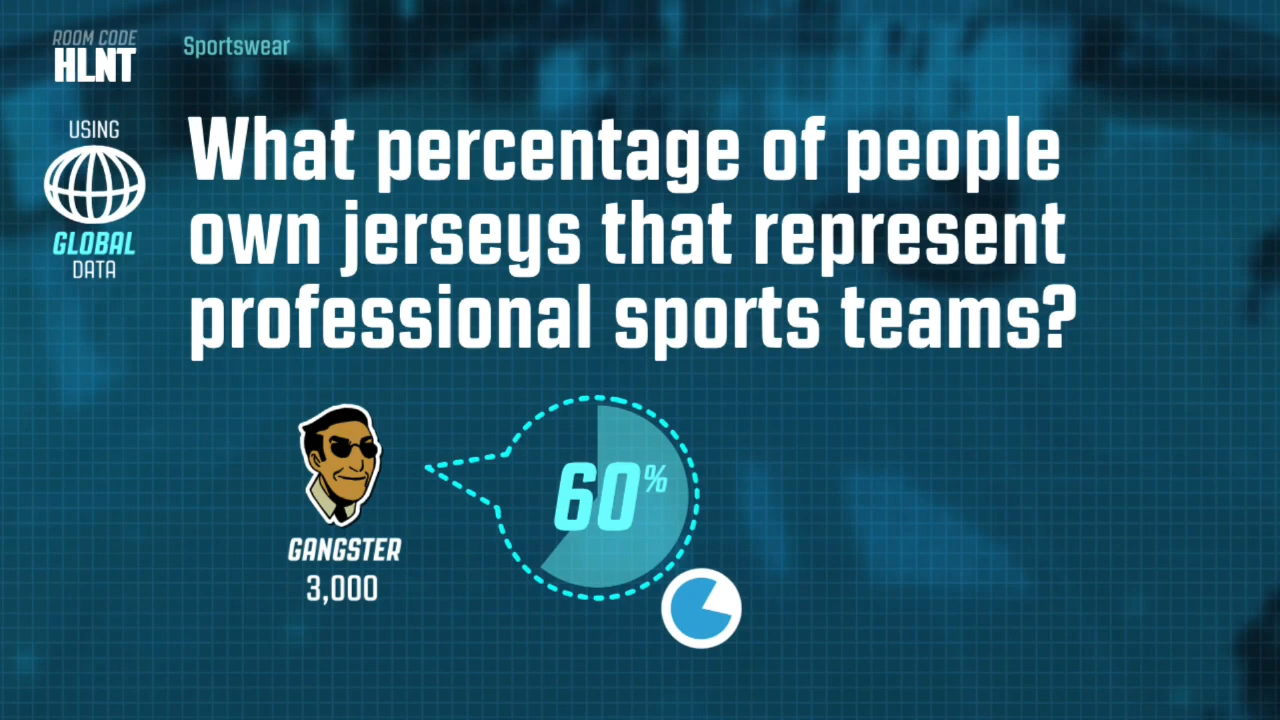 ROOM CODE
HLNT
Sportswear
USING
GLOBAL
DATA
What percentage of people
own jerseys that represent
professional sports teams?
60%
GANGSTER
3,000